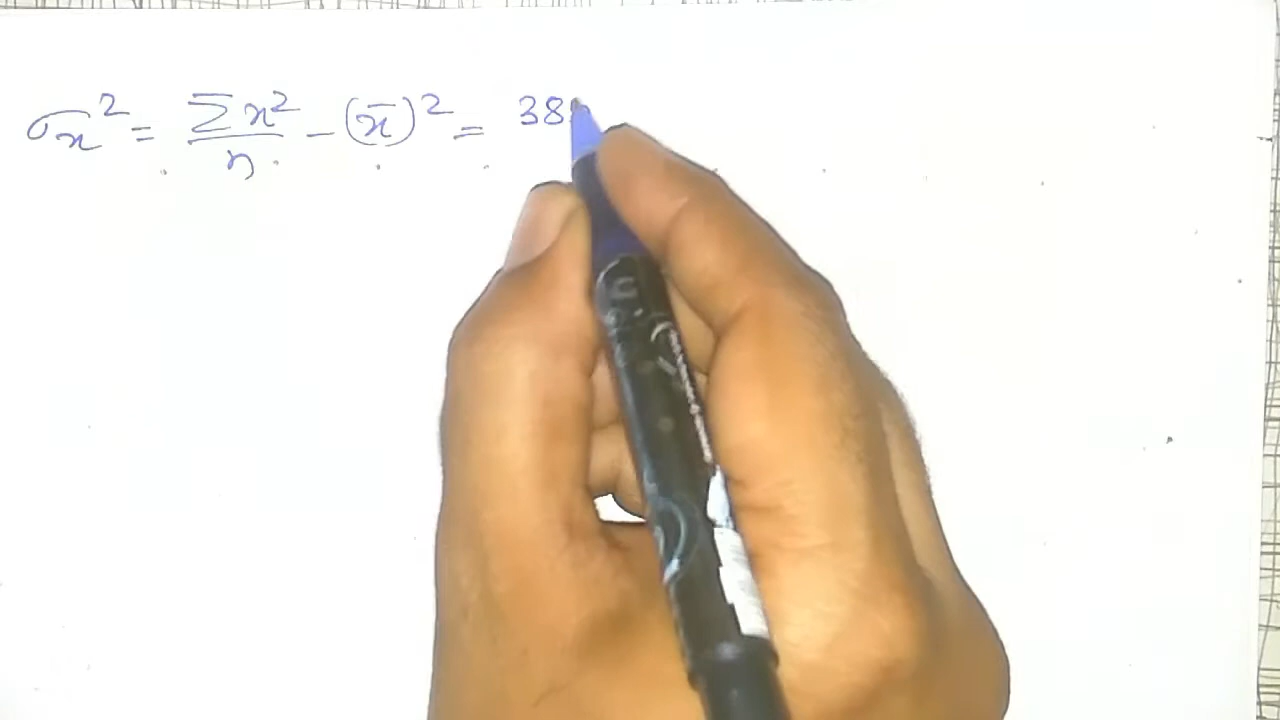 σx² = Σx²/n - (x̄)² = 38